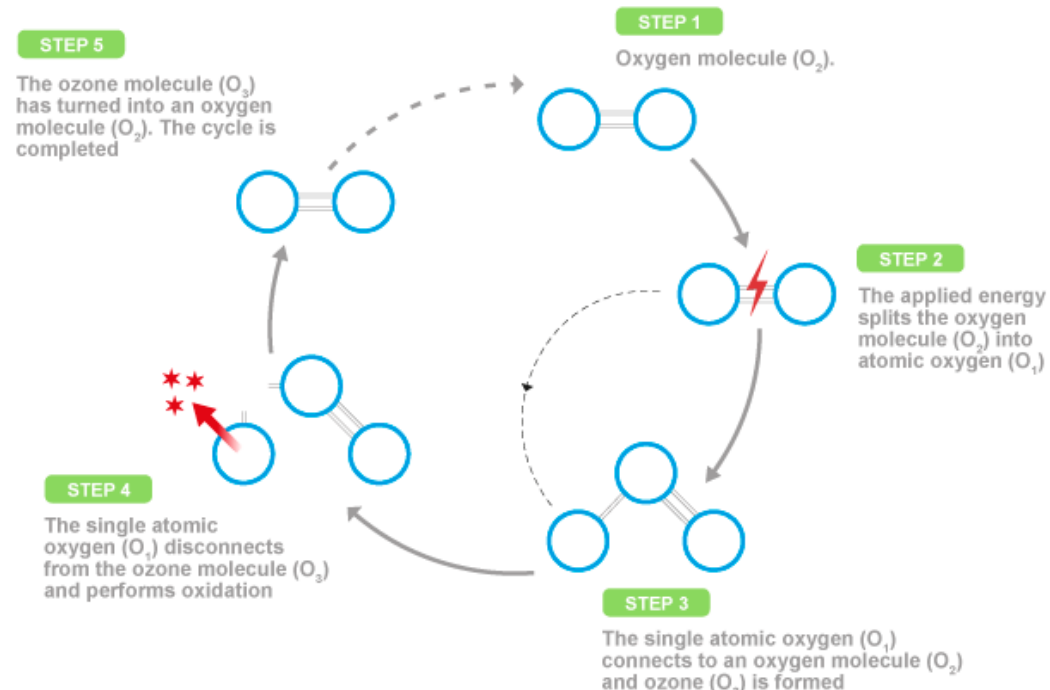 STEP 1
Oxygen molecule (O₂).
STEP 2
The applied energy
splits the oxygen
molecule (O₂) into
atomic oxygen (O₁)
STEP 3
The single atomic oxygen (O₁)
connects to an oxygen molecule (O₂)
and ozone (O₃) is formed
STEP 4
The single atomic
oxygen (O₁) disconnects
from the ozone molecule (O₃)
and performs oxidation
STEP 5
The ozone molecule (O₃)
has turned into an oxygen
molecule (O₂). The cycle is
completed